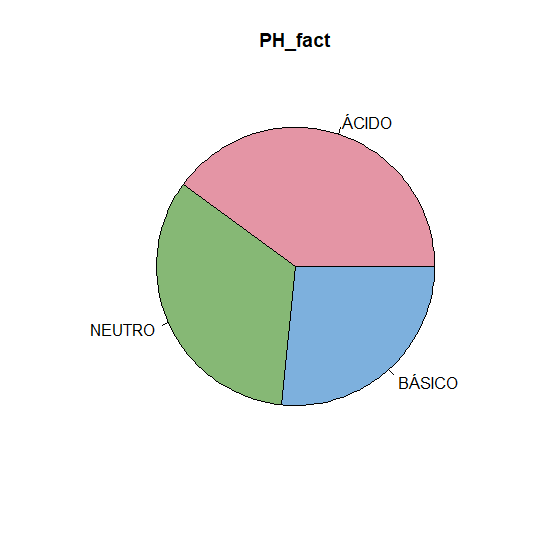 PH_fact
ÁCIDO
NEUTRO
BÁSICO